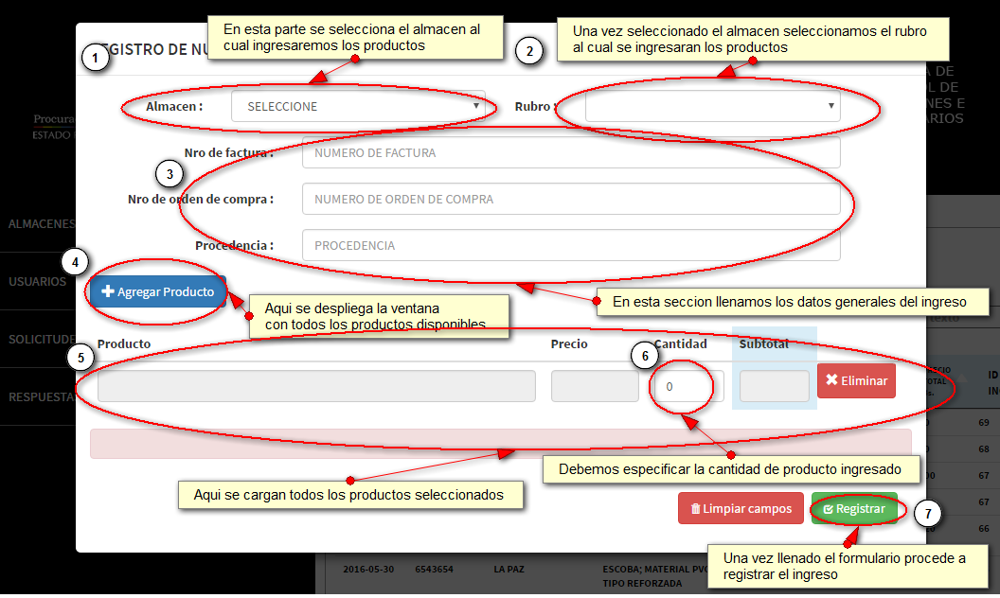 En esta parte se selecciona el almacen al
cual ingresaremos los productos
Una vez seleccionado el almacen seleccionamos el rubro
al cual se ingresaran los productos
1
EGISTRO DE NU
2
A DE
OL DE
NES E
ARIOS
Almacen :
SELECCIONE
Rubro :
Procura
ESTADO
Nro de factura :
NUMERO DE FACTURA
3
Nro de orden de compra :
NUMERO DE ORDEN DE COMPRA
ALMACENES
Procedencia :
PROCEDENCIA
4
USUARIOS
Agregar Producto
Aqui se despliega la ventana
con todos los productos disponibles
En esta seccion llenamos los datos generales del ingreso
texto
SOLICITUDE
Producto
Precio
Cantidad
Subtotal
5
6
0
Eliminar
RECIO
OTAL
s.
ID
IN
RESPUESTA
69
68
Debemos especificar la cantidad de producto ingresado
00
67
Aqui se cargan todos los productos seleccionados
67
Limpiar campos
Registrar
7
66
Una vez llenado el formulario procede a
registrar el ingreso
2016-05-30
6543654
LA PAZ
ESCOBA; MATERIAL PVC
TIPO REFORZADA